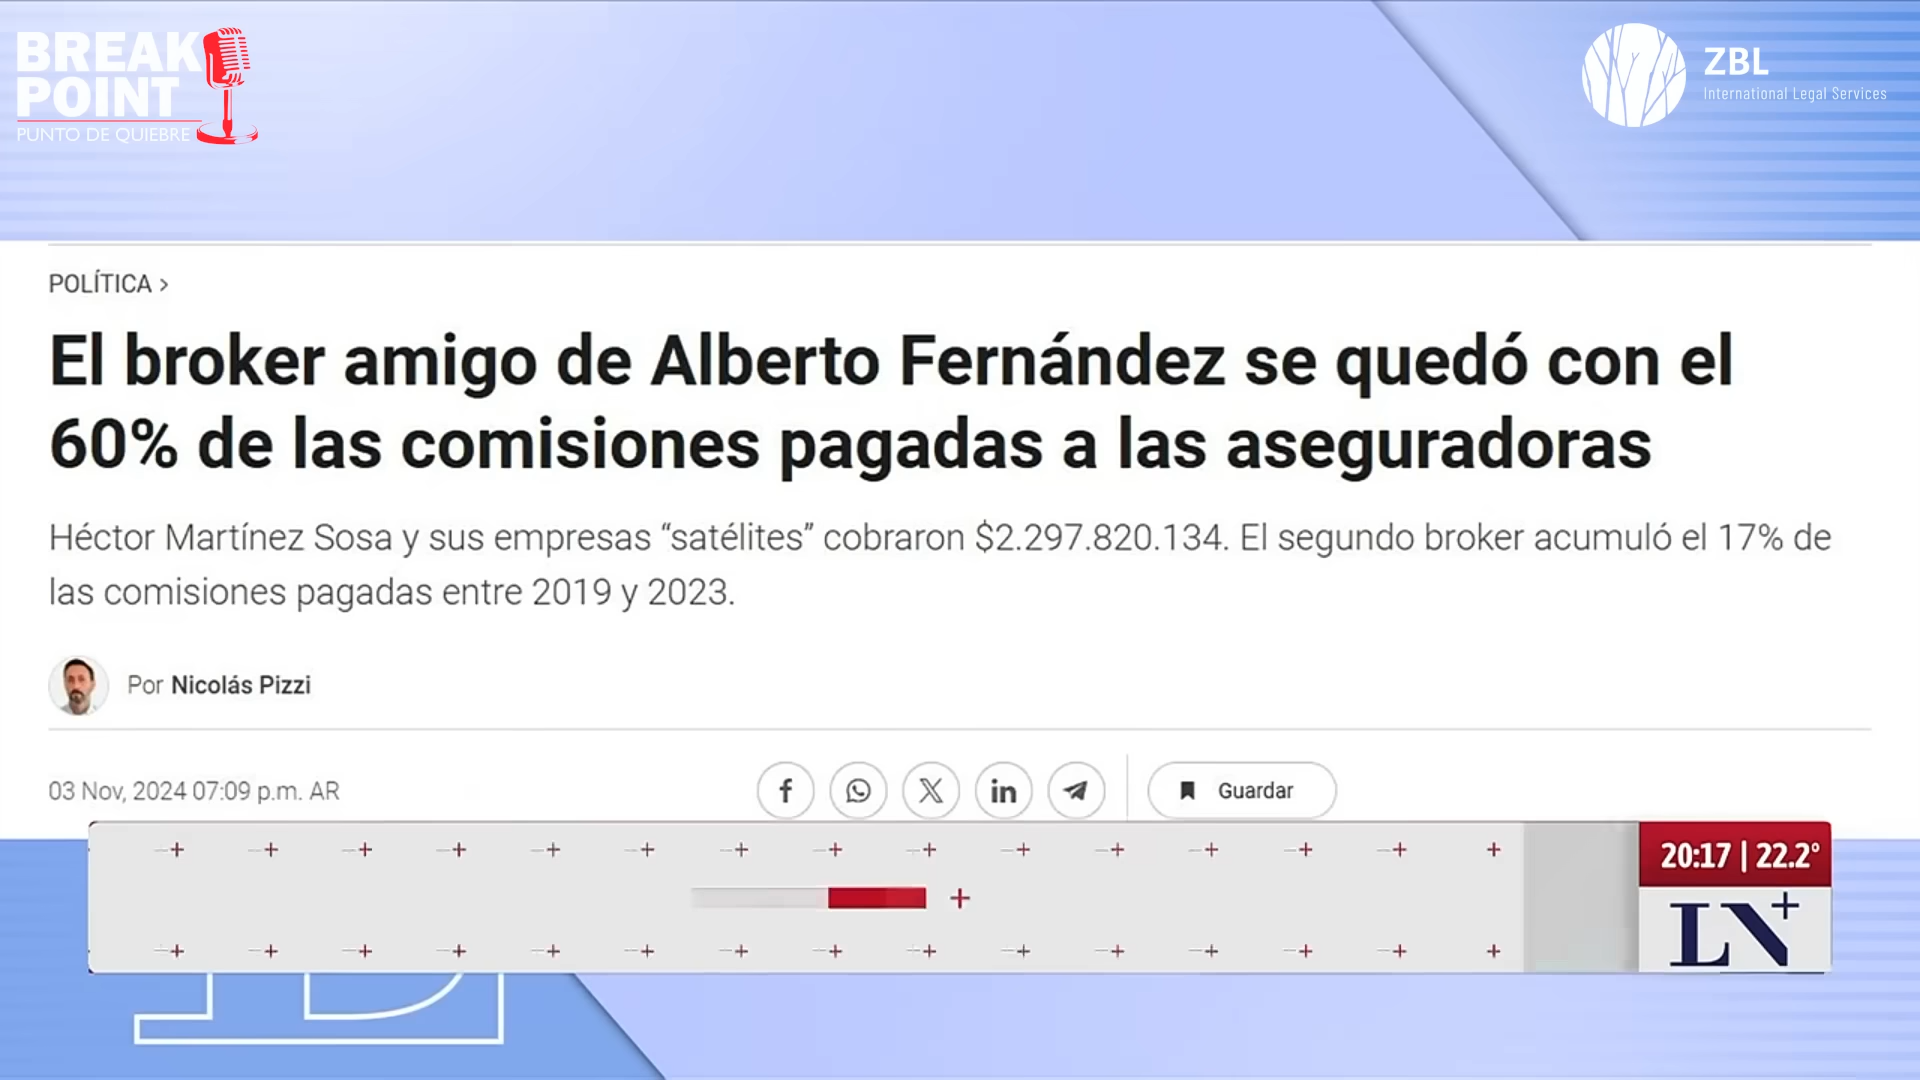 BREAK
POINT
PUNTO DE QUIEBRE
ZBL
International Legal Services
POLÍTICA >
El broker amigo de Alberto Fernández se quedó con el
60% de las comisiones pagadas a las aseguradoras
Héctor Martínez Sosa y sus empresas “satélites” cobraron $2.297.820.134. El segundo broker acumuló el 17% de
las comisiones pagadas entre 2019 y 2023.
Por Nicolás Pizzi
03 Nov, 2024 07:09 p.m. AR
Guardar
20:17 | 22.2°
LN+